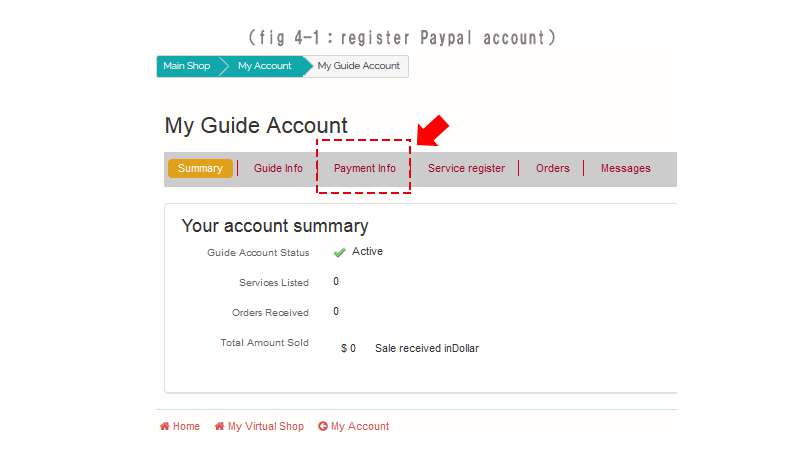 (fig 4-1：register Paypal account)
Main Shop My Account My Guide Account
My Guide Account
Summary Guide Info Payment Info Service register Orders Messages
Your account summary
Guide Account Status Active
Services Listed 0
Orders Received 0
Total Amount Sold $ 0 Sale received inDollar
Home My Virtual Shop My Account